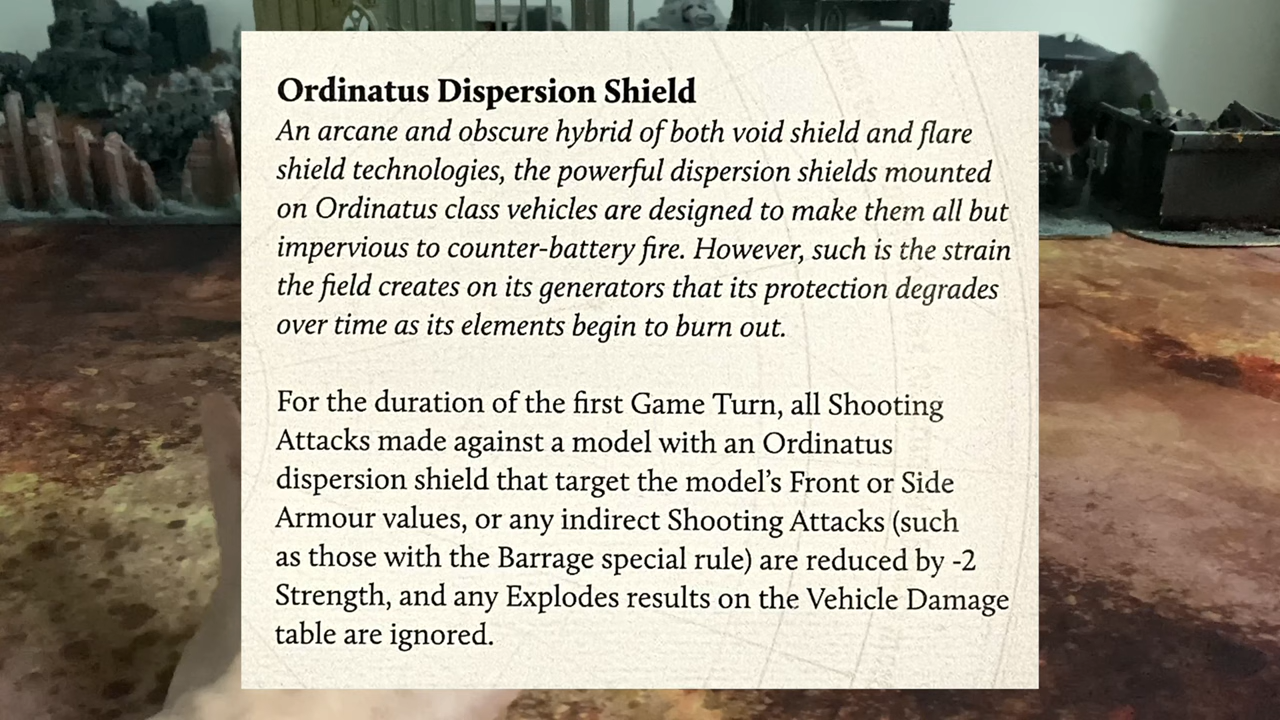 Ordinatus Dispersion Shield
An arcane and obscure hybrid of both void shield and flare
shield technologies, the powerful dispersion shields mounted
on Ordinatus class vehicles are designed to make them all but
impervious to counter-battery fire. However, such is the strain
the field creates on its generators that its protection degrades
over time as its elements begin to burn out.
For the duration of the first Game Turn, all Shooting
Attacks made against a model with an Ordinatus
dispersion shield that target the model’s Front or Side
Armour values, or any indirect Shooting Attacks (such
as those with the Barrage special rule) are reduced by -2
Strength, and any Explodes results on the Vehicle Damage
table are ignored.